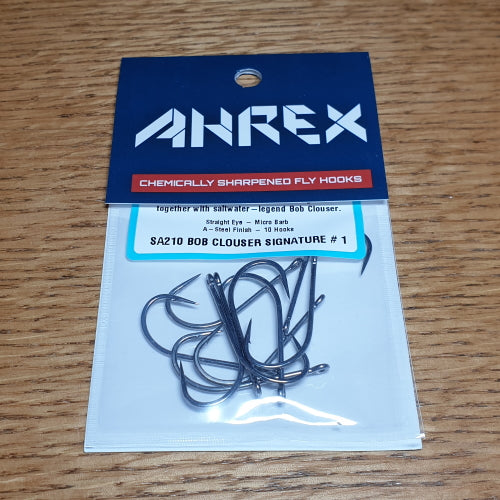 AHREX
CHEMICALLY SHARPENED FLY HOOKS
together with saltwater–legend Bob Clouser.
Straight Eye – Micro Barb
A–Steel Finish – 10 Hooks
SA210 BOB CLOUSER SIGNATURE # 1